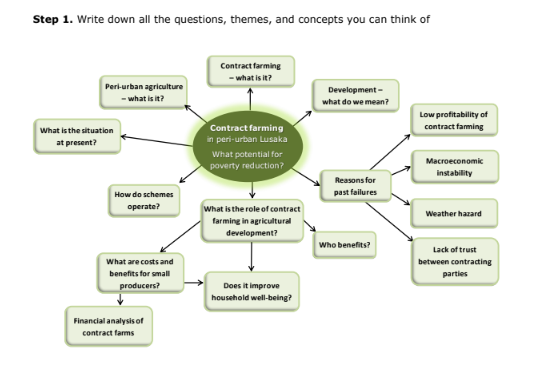 Step 1. Write down all the questions, themes, and concepts you can think of
Contract farming
– what is it?
Peri-urban agriculture
– what is it?
Development –
what do we mean?
What is the situation
at present?
Contract farming
in peri-urban Lusaka
What potential for
poverty reduction?
Low profitability of
contract farming
Macroeconomic
instability
How do schemes
operate?
Reasons for
past failures
What is the role of contract
farming in agricultural
development?
Weather hazard
Who benefits?
Lack of trust
between contracting
parties
What are costs and
benefits for small
producers?
Does it improve
household well-being?
Financial analysis of
contract farms